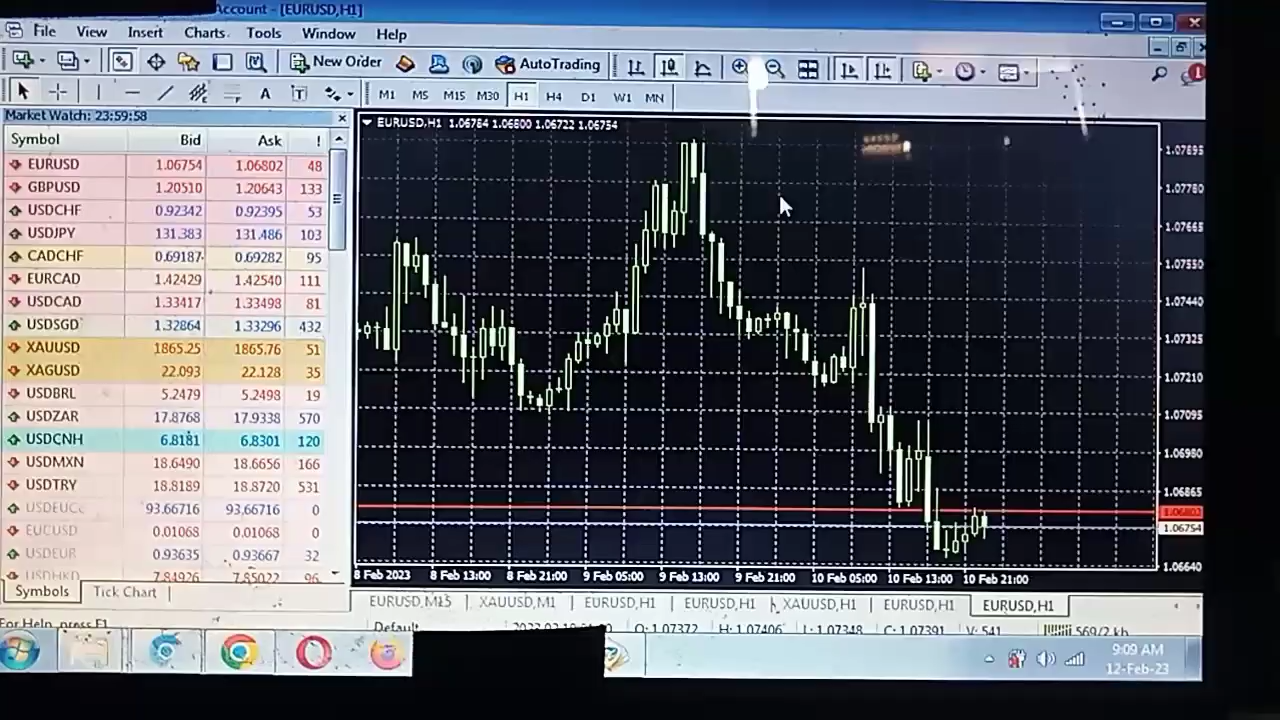 Account - [EURUSD,H1]
File View Insert Charts Tools Window Help
New Order AutoTrading
M1 M5 M15 M30 H1 H4 D1 W1 MN
Market Watch: 23:59:58
Symbol Bid Ask !
EURUSD 1.06754 1.06802 48
GBPUSD 1.20510 1.20643 133
USDCHF 0.92342 0.92395 53
USDJPY 131.383 131.486 103
CADCHF 0.69187 0.69282 95
EURCAD 1.42429 1.42540 111
USDCAD 1.33417 1.33498 81
USDSGD 1.32864 1.33296 432
XAUUSD 1865.25 1865.76 51
XAGUSD 22.093 22.128 35
USDBRL 5.2479 5.2498 19
USDZAR 17.8768 17.9338 570
USDCNH 6.8181 6.8301 120
USDMXN 18.6490 18.6656 166
USDTRY 18.8189 18.8720 531
93.66716 93.66716 0
EUCUSD 0.01068 0.01068 0
USDEUR 0.93635 0.93667 32
USDHKD 7.84926 7.85022 96
Symbols Tick Chart
For Help, press F1
EURUSD,H1 1.06784 1.06800 1.06722 1.06754
1.07895
1.07780
1.07665
1.07550
1.07440
1.07325
1.07210
1.07095
1.06980
1.06865
1.06802
1.06754
1.06640
8 Feb 2023 8 Feb 13:00 8 Feb 21:00 9 Feb 05:00 9 Feb 13:00 9 Feb 21:00 10 Feb 05:00 10 Feb 13:00 10 Feb 21:00
EURUSD,M15 XAUUSD,M1 EURUSD,H1 EURUSD,H1 XAUUSD,H1 EURUSD,H1 EURUSD,H1
Default O: 1.07372 H: 1.07406 L: 1.07348 C: 1.07391 V: 541 569/2 kb
9:09 AM
12-Feb-23
1